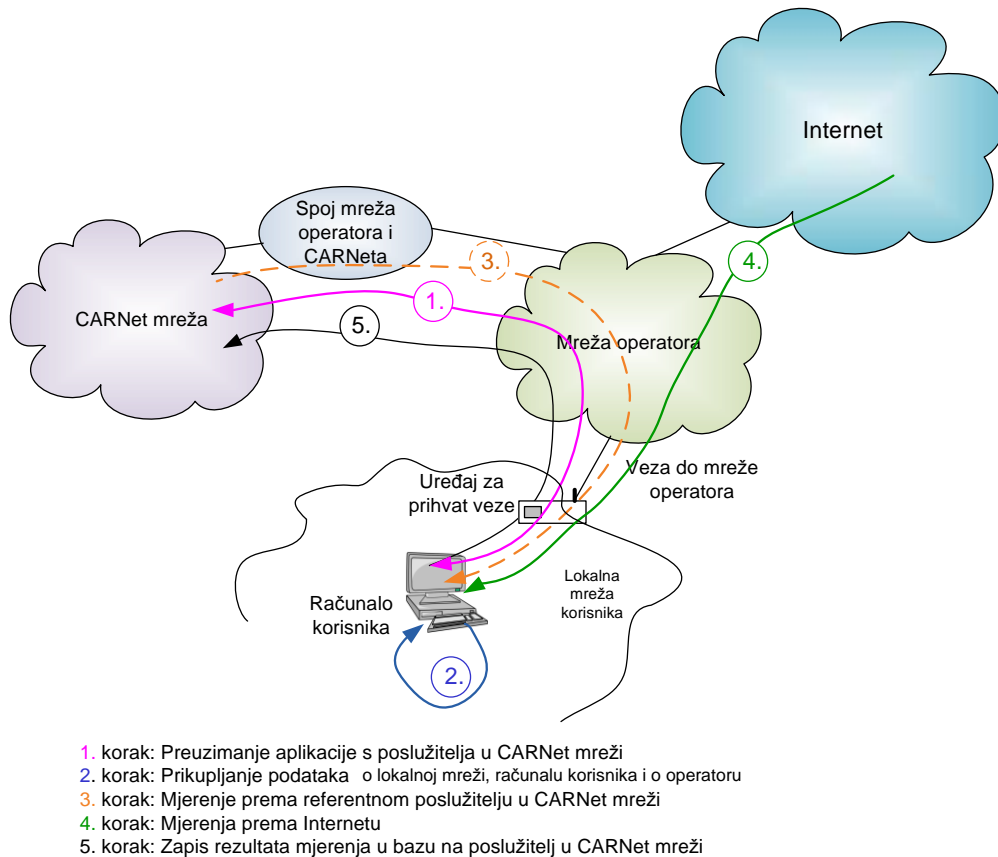 Internet
Spoj mreža
operatora i
CARNeta
3.
4.
1.
CARNet mreža
5.
Mreža operatora
Uređaj za
prihvat veze
Veza do mreže
operatora
Lokalna
mreža
korisnika
Računalo
korisnika
2.
1. korak: Preuzimanje aplikacije s poslužitelja u CARNet mreži
2. korak: Prikupljanje podataka o lokalnoj mreži, računalu korisnika i o operatoru
3. korak: Mjerenje prema referentnom poslužitelju u CARNet mreži
4. korak: Mjerenja prema Internetu
5. korak: Zapis rezultata mjerenja u bazu na poslužitelj u CARNet mreži